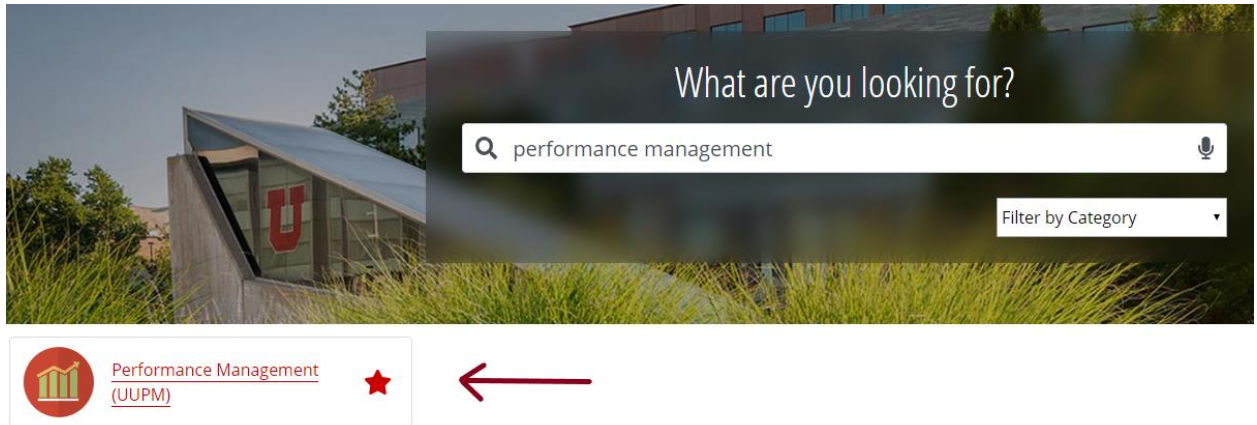 What are you looking for?
performance management
Filter by Category
U
Performance Management
(UUPM)